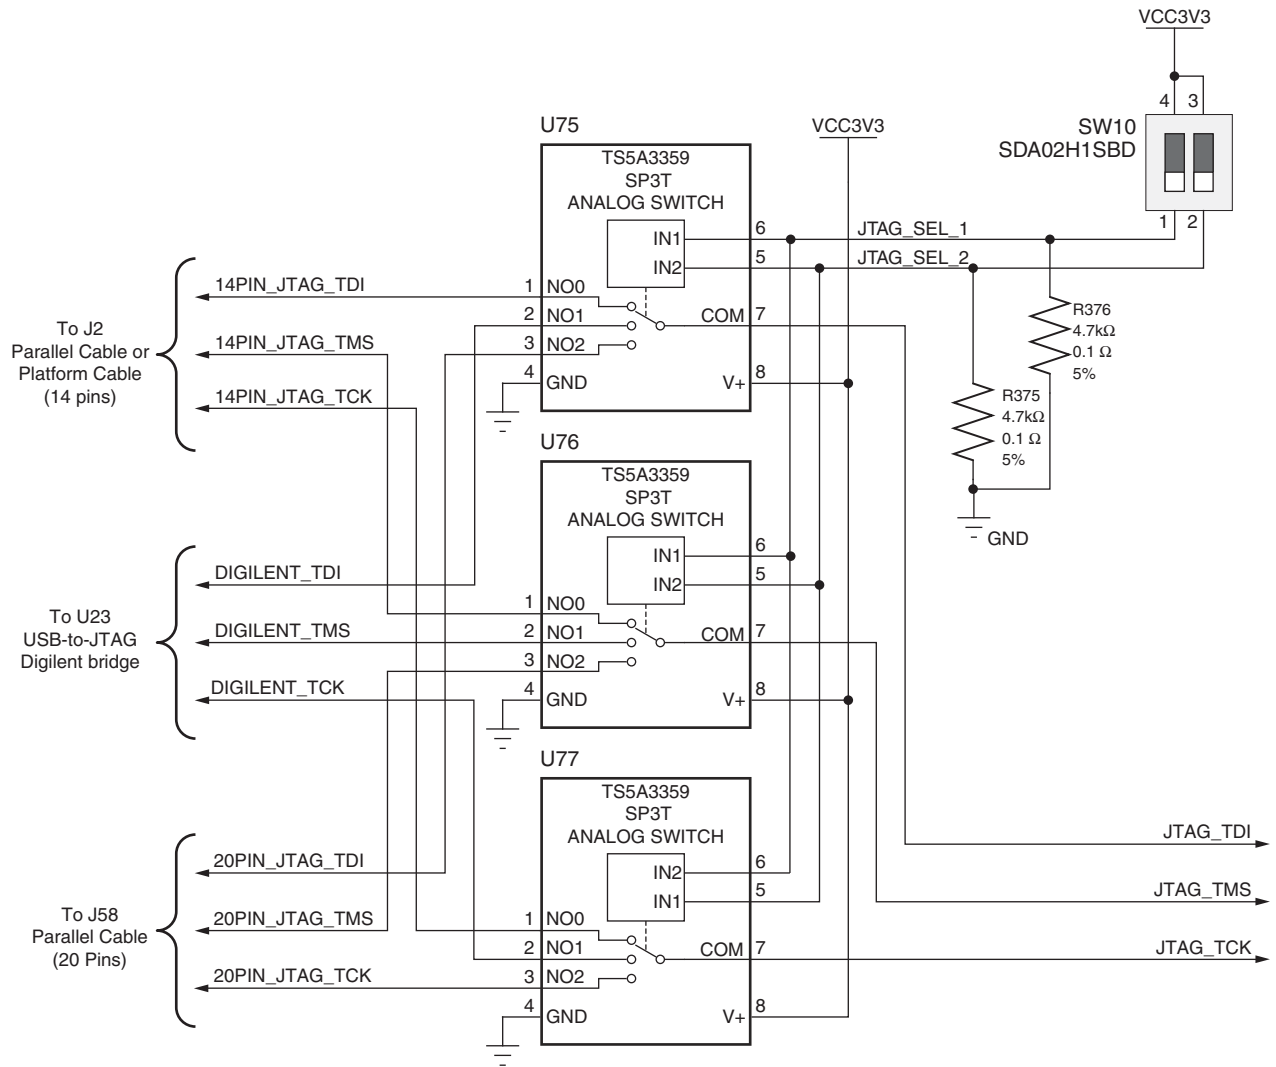 VCC3V3
4 3
SW10
SDA02H1SBD
1 2
VCC3V3
U75
TS5A3359
SP3T
ANALOG SWITCH
IN1 6 JTAG_SEL_1
IN2 5 JTAG_SEL_2
1 NO0
2 NO1
3 NO2
4 GND
COM 7
V+ 8
R376
4.7kΩ
0.1 Ω
5%
R375
4.7kΩ
0.1 Ω
5%
GND
To J2
Parallel Cable or
Platform Cable
(14 pins)
14PIN_JTAG_TDI
14PIN_JTAG_TMS
14PIN_JTAG_TCK
U76
TS5A3359
SP3T
ANALOG SWITCH
IN1 6
IN2 5
1 NO0
2 NO1
3 NO2
4 GND
COM 7
V+ 8
To U23
USB-to-JTAG
Digilent bridge
DIGILENT_TDI
DIGILENT_TMS
DIGILENT_TCK
U77
TS5A3359
SP3T
ANALOG SWITCH
IN2 6
IN1 5
1 NO0
2 NO1
3 NO2
4 GND
COM 7
V+ 8
To J58
Parallel Cable
(20 Pins)
20PIN_JTAG_TDI
20PIN_JTAG_TMS
20PIN_JTAG_TCK
JTAG_TDI
JTAG_TMS
JTAG_TCK